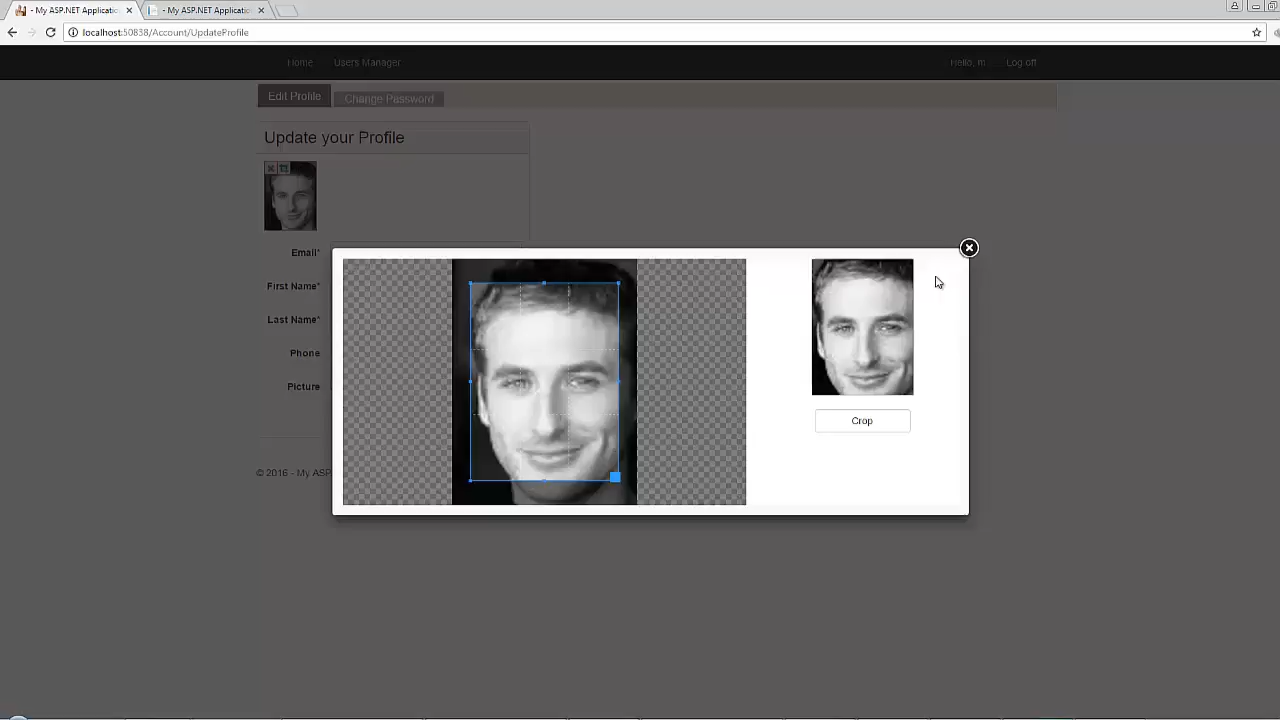 - My ASP.NET Applicatio
- My ASP.NET Applicatio
localhost:50838/Account/UpdateProfile
Home Users Manager Hello, m Log off
Edit Profile Change Password
Update your Profile
Email*
First Name*
Last Name*
Phone
Picture
Crop
© 2016 - My ASP